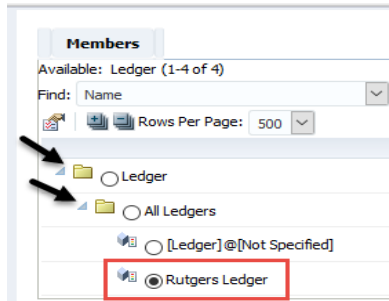 Members
Available: Ledger (1-4 of 4)
Find: Name
Rows Per Page: 500
Ledger
All Ledgers
[Ledger]@[Not Specified]
Rutgers Ledger